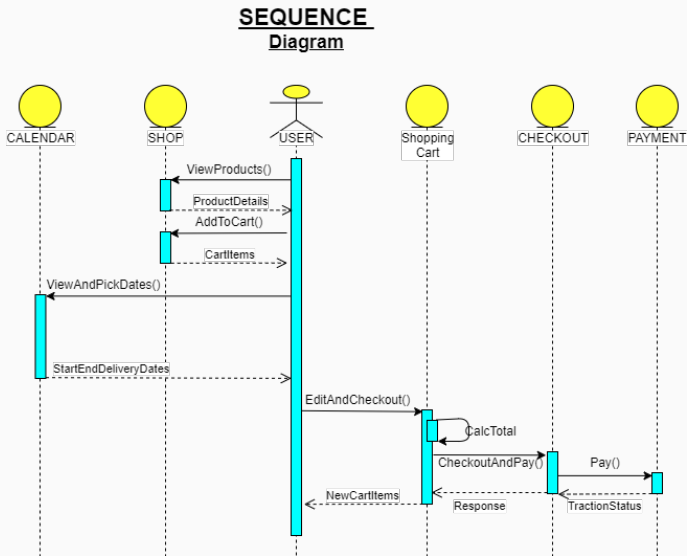 SEQUENCE
Diagram
CALENDAR
SHOP
USER
Shopping
Cart
CHECKOUT
PAYMENT
ViewProducts()
ProductDetails
AddToCart()
CartItems
ViewAndPickDates()
StartEndDeliveryDates
EditAndCheckout()
CalcTotal
CheckoutAndPay()
Pay()
NewCartItems
Response
TractionStatus